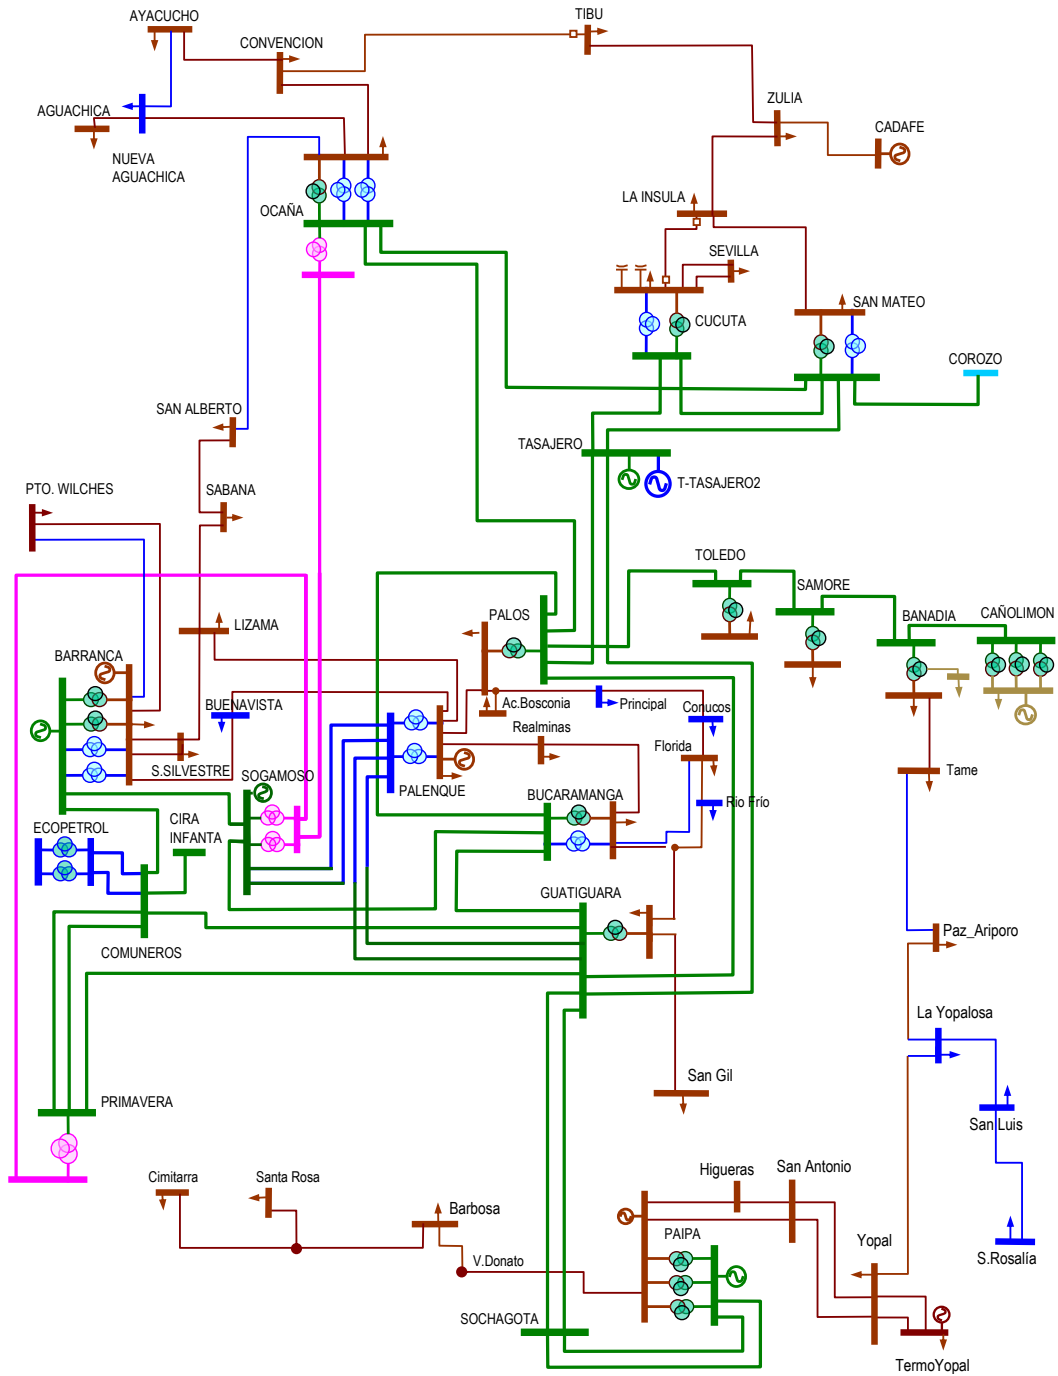 AYACUCHO
TIBU
CONVENCION
ZULIA
AGUACHICA
CADAFE
NUEVA
AGUACHICA
LA INSULA
OCAÑA
SEVILLA
SAN MATEO
CUCUTA
COROZO
SAN ALBERTO
TASAJERO
T-TASAJERO2
PTO. WILCHES
SABANA
TOLEDO
SAMORE
PALOS
BANADIA
CAÑOLIMON
LIZAMA
BARRANCA
BUENAVISTA
Ac.Bosconia
Principal
Conucos
Realminas
Florida
S.SILVESTRE
SOGAMOSO
PALENQUE
Tame
BUCARAMANGA
Rio Frío
ECOPETROL
CIRA
INFANTA
GUATIGUARA
COMUNEROS
Paz_Ariporo
La Yopalosa
San Gil
PRIMAVERA
San Luis
Cimitarra
Santa Rosa
Higueras
San Antonio
Barbosa
PAIPA
Yopal
V.Donato
S.Rosalía
SOCHAGOTA
TermoYopal